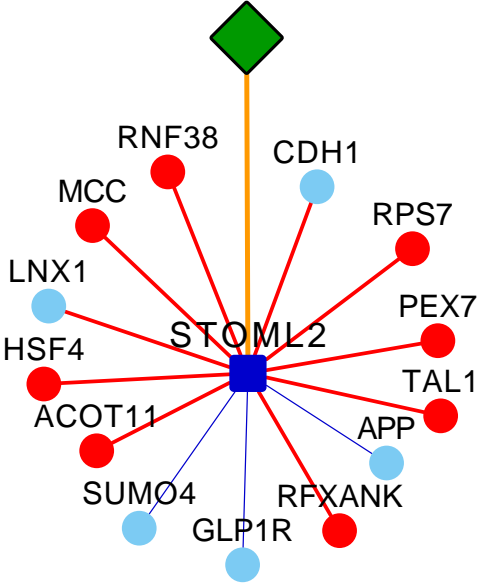 RNF38
CDH1
MCC
RPS7
LNX1
PEX7
STOML2
HSF4
TAL1
ACOT11
APP
SUMO4
RFXANK
GLP1R